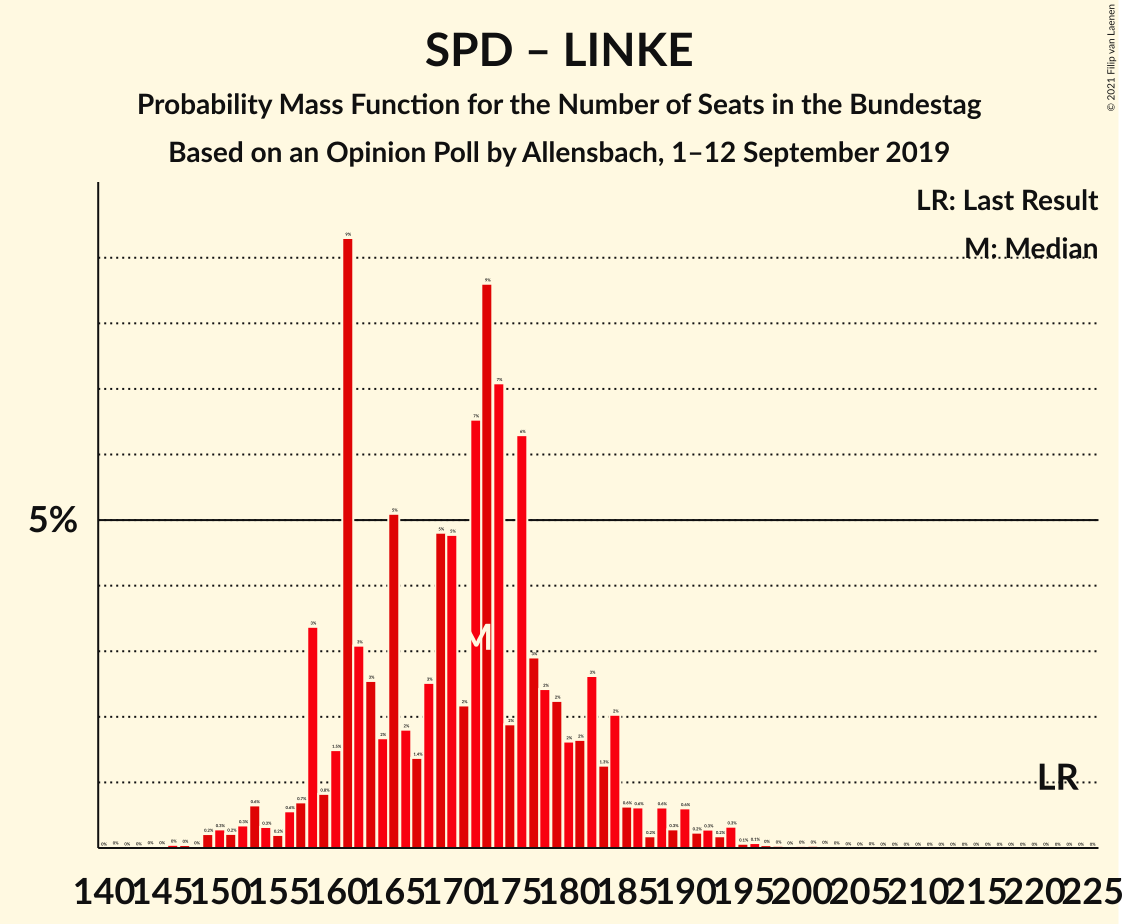 SPD – LINKE
Probability Mass Function for the Number of Seats in the Bundestag
Based on an Opinion Poll by Allensbach, 1–12 September 2019
© 2021 Filip van Laenen
LR: Last Result
M: Median
5%
M
LR
140 145 150 155 160 165 170 175 180 185 190 195 200 205 210 215 220 225